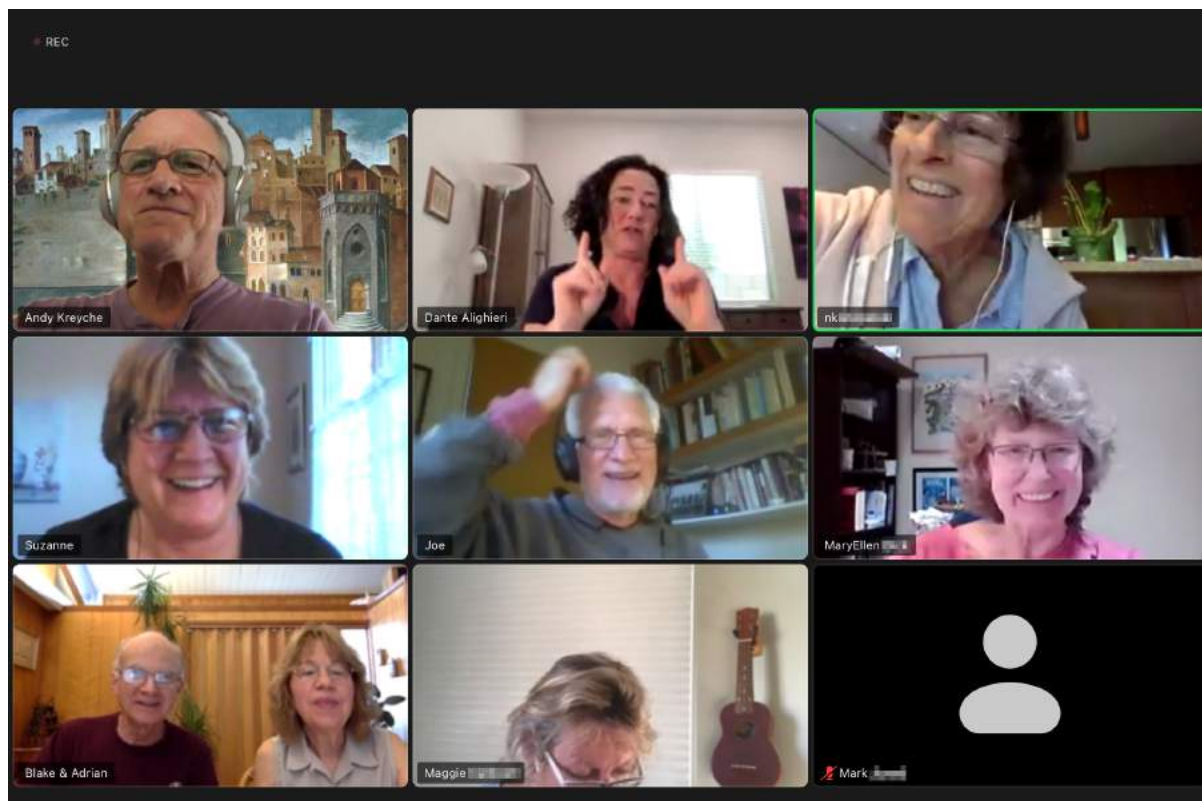 REC
Andy Kreyche
Dante Alighieri
nk
Suzanne
Joe
MaryEllen
Blake & Adrian
Maggie
Mark